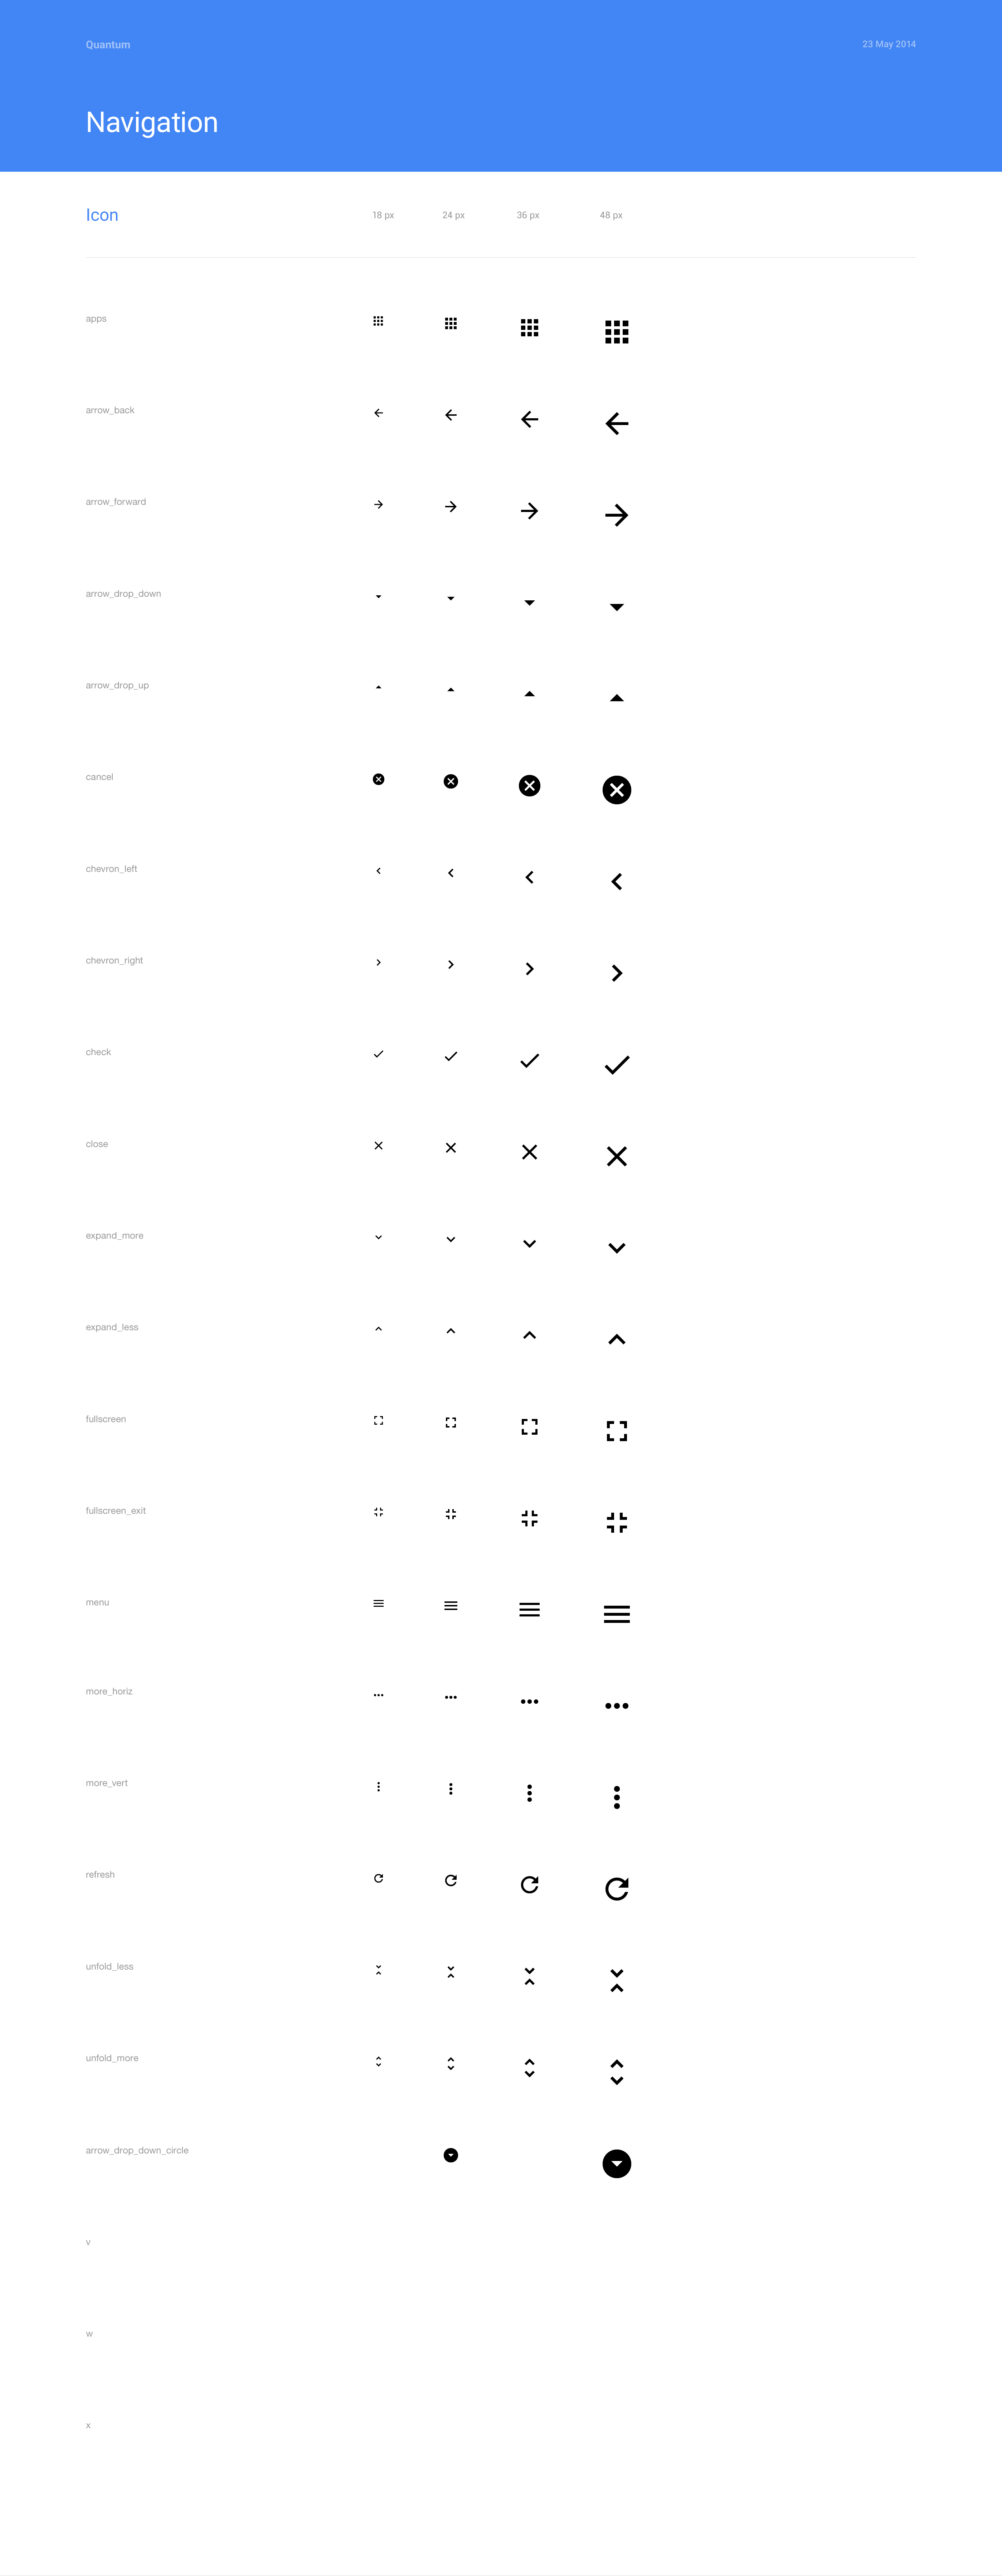 Quantum 23 May 2014
Navigation
Icon 18 px 24 px 36 px 48 px
apps
arrow_back
arrow_forward
arrow_drop_down
arrow_drop_up
cancel
chevron_left
chevron_right
check
close
expand_more
expand_less
fullscreen
fullscreen_exit
menu
more_horiz
more_vert
refresh
unfold_less
unfold_more
arrow_drop_down_circle
v
w
x